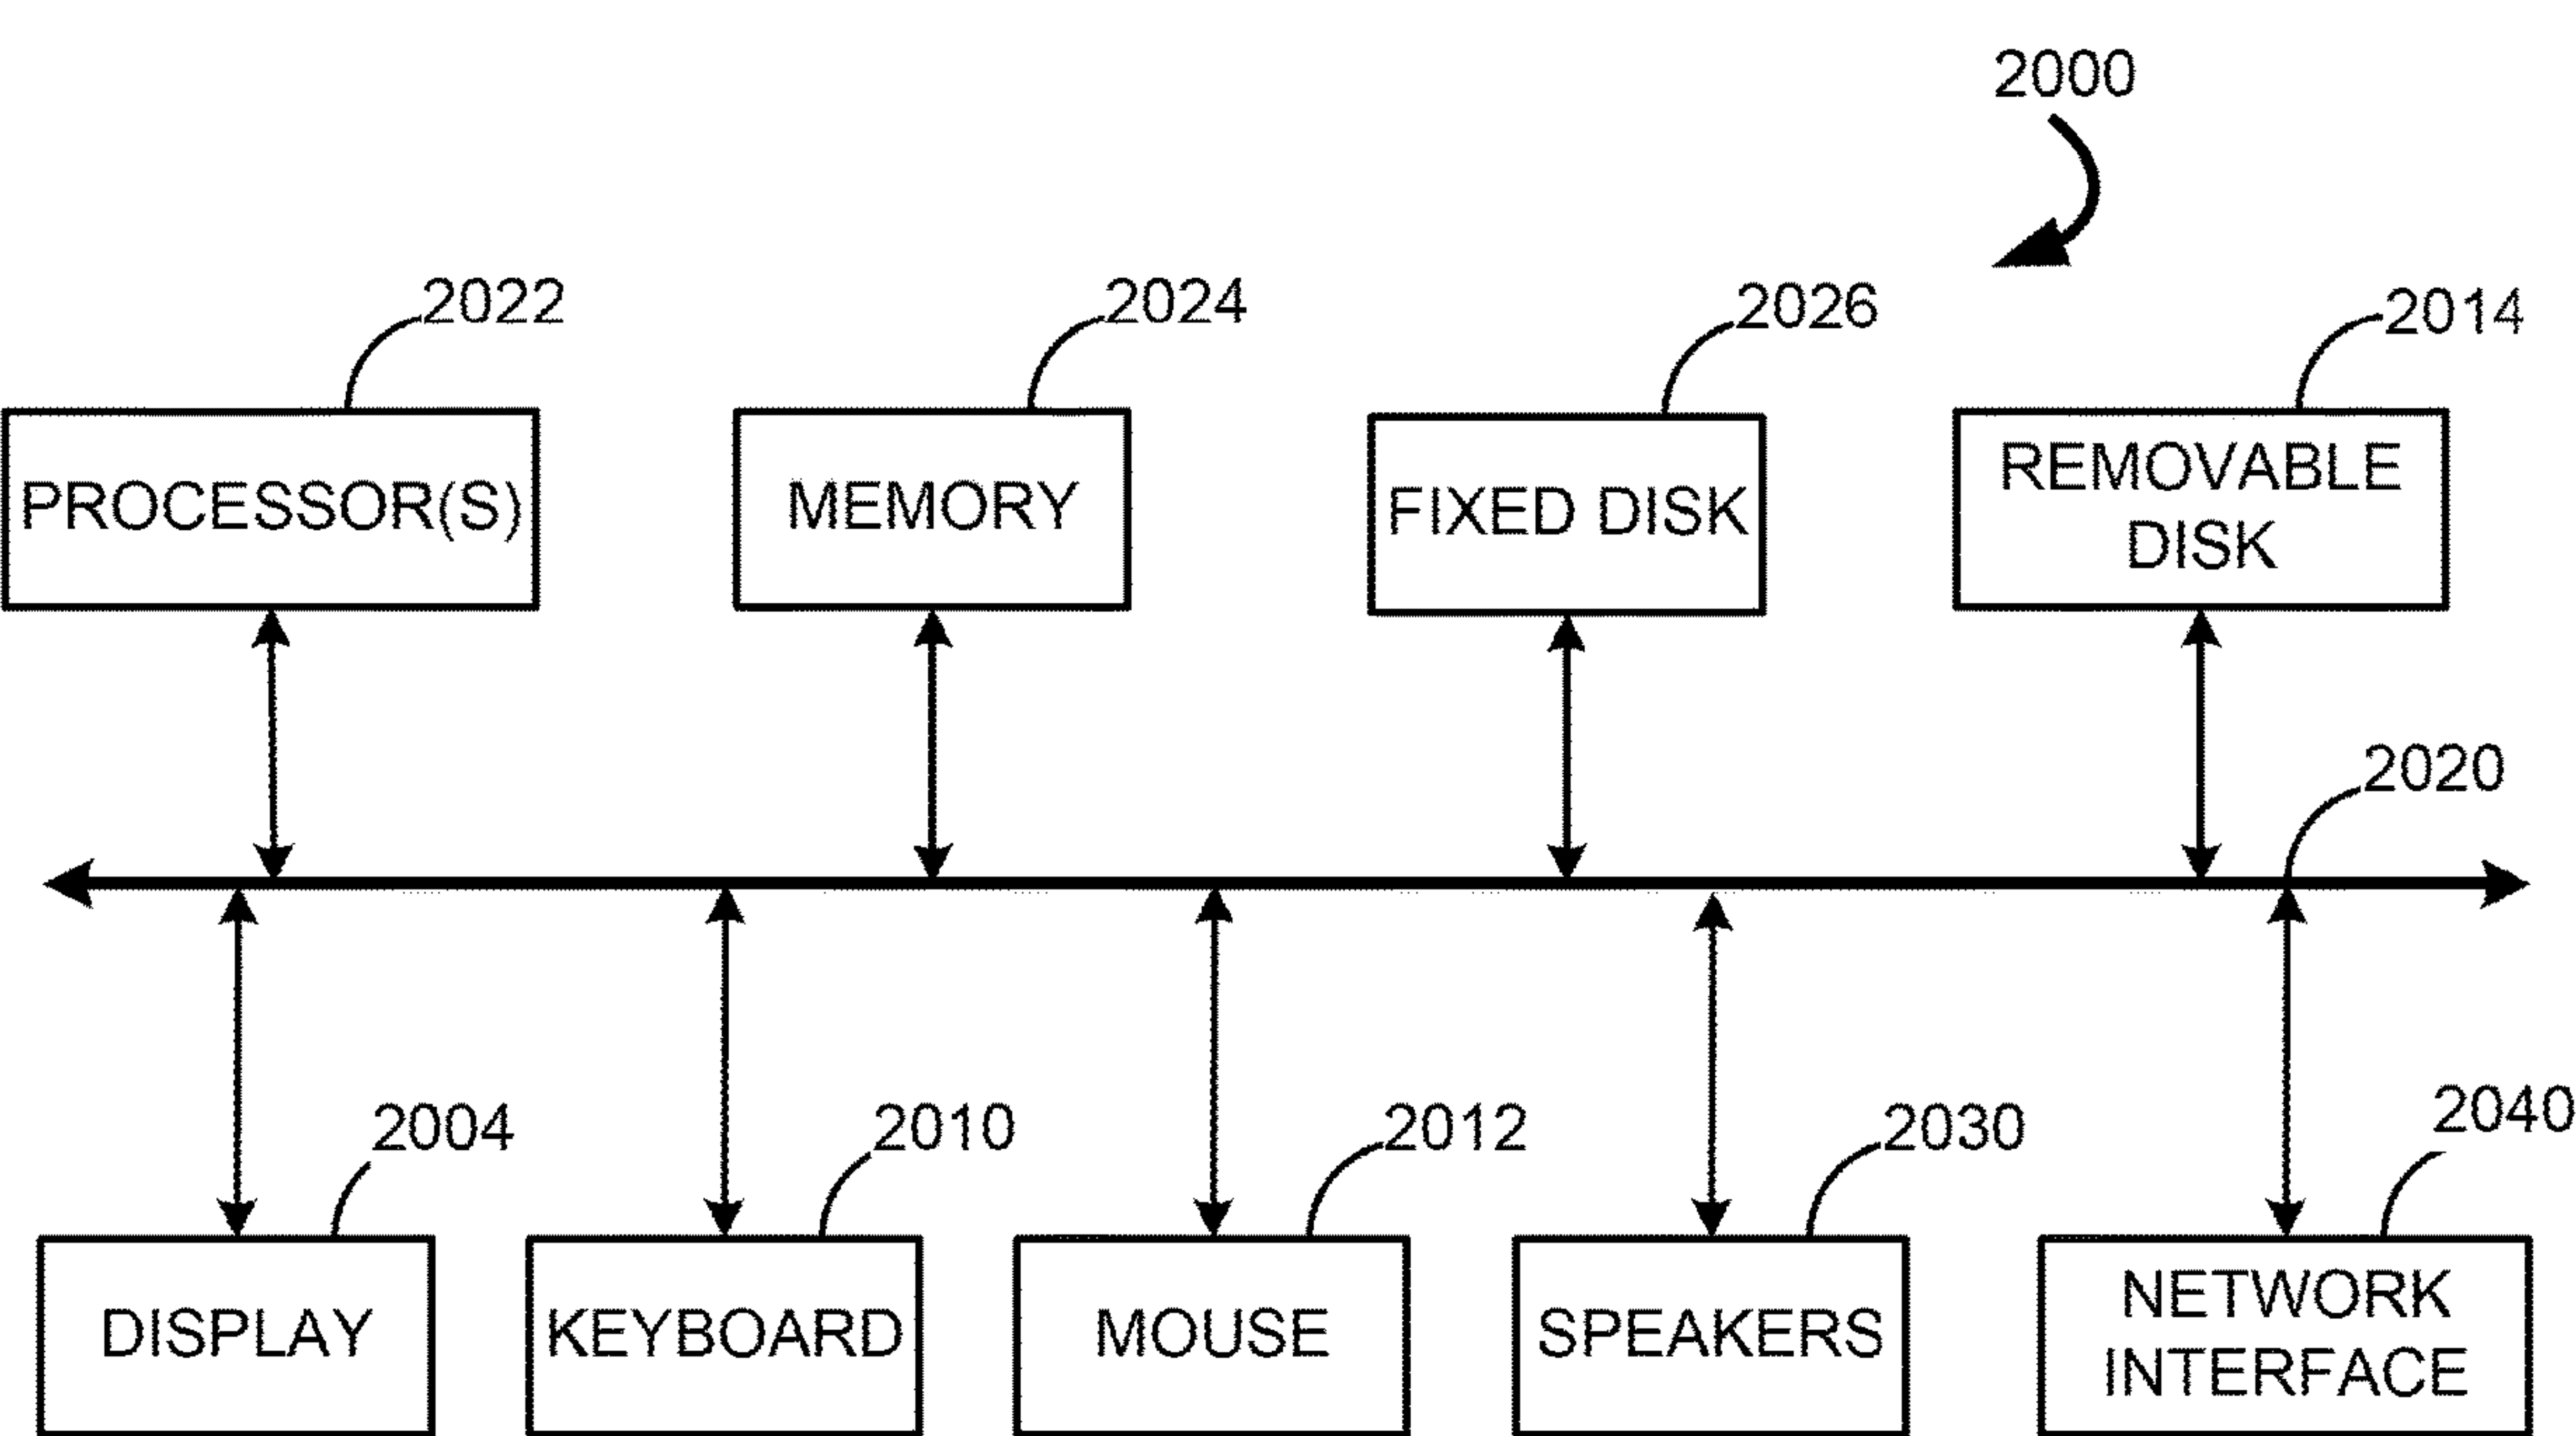 2000
2022
2024
2026
2014
PROCESSOR(S)
MEMORY
FIXED DISK
REMOVABLE
DISK
2020
2004
2010
2012
2030
2040
DISPLAY
KEYBOARD
MOUSE
SPEAKERS
NETWORK
INTERFACE